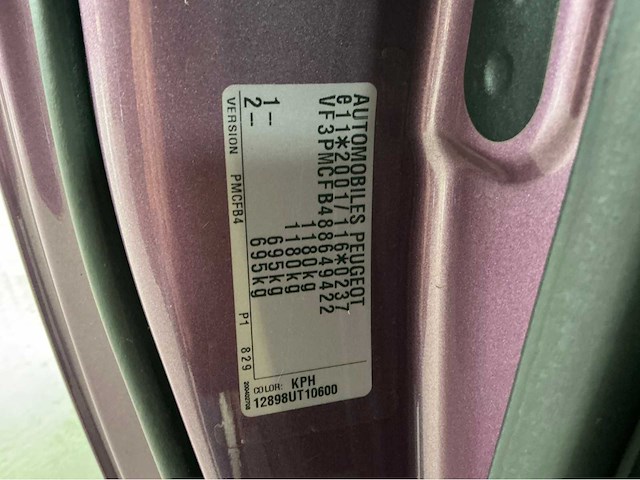 AUTOMOBILES PEUGEOT
e11*2001/116*0237
VF3PMCFB488649422
1180kg
1180kg
1-- 695kg
2-- 695kg
VERSION PMCFB4 P1 829
COLOR: KPH
12898UT10600